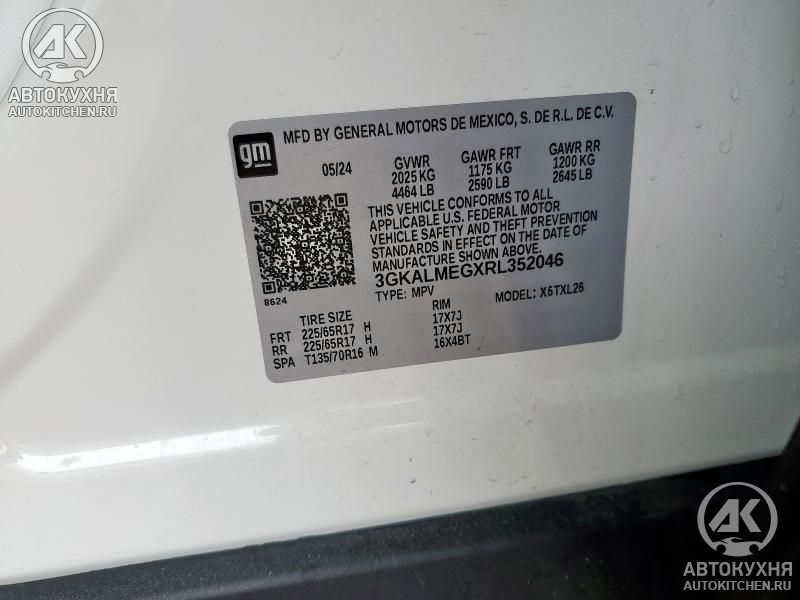 AK
АВТОКУХНЯ
AUTOKITCHEN.RU
gm
MFD BY GENERAL MOTORS DE MEXICO, S. DE R.L. DE C.V.
05/24 GVWR GAWR FRT GAWR RR
2025 KG 1175 KG 1200 KG
4464 LB 2590 LB 2645 LB
THIS VEHICLE CONFORMS TO ALL
APPLICABLE U.S. FEDERAL MOTOR
VEHICLE SAFETY AND THEFT PREVENTION
STANDARDS IN EFFECT ON THE DATE OF
MANUFACTURE SHOWN ABOVE.
3GKALMEGXRL352046
8624 TYPE: MPV MODEL: X6TXL26
TIRE SIZE RIM
FRT 225/65R17 H 17X7J
RR 225/65R17 H 17X7J
SPA T135/70R16 M 16X4BT
AK
АВТОКУХНЯ
AUTOKITCHEN.RU